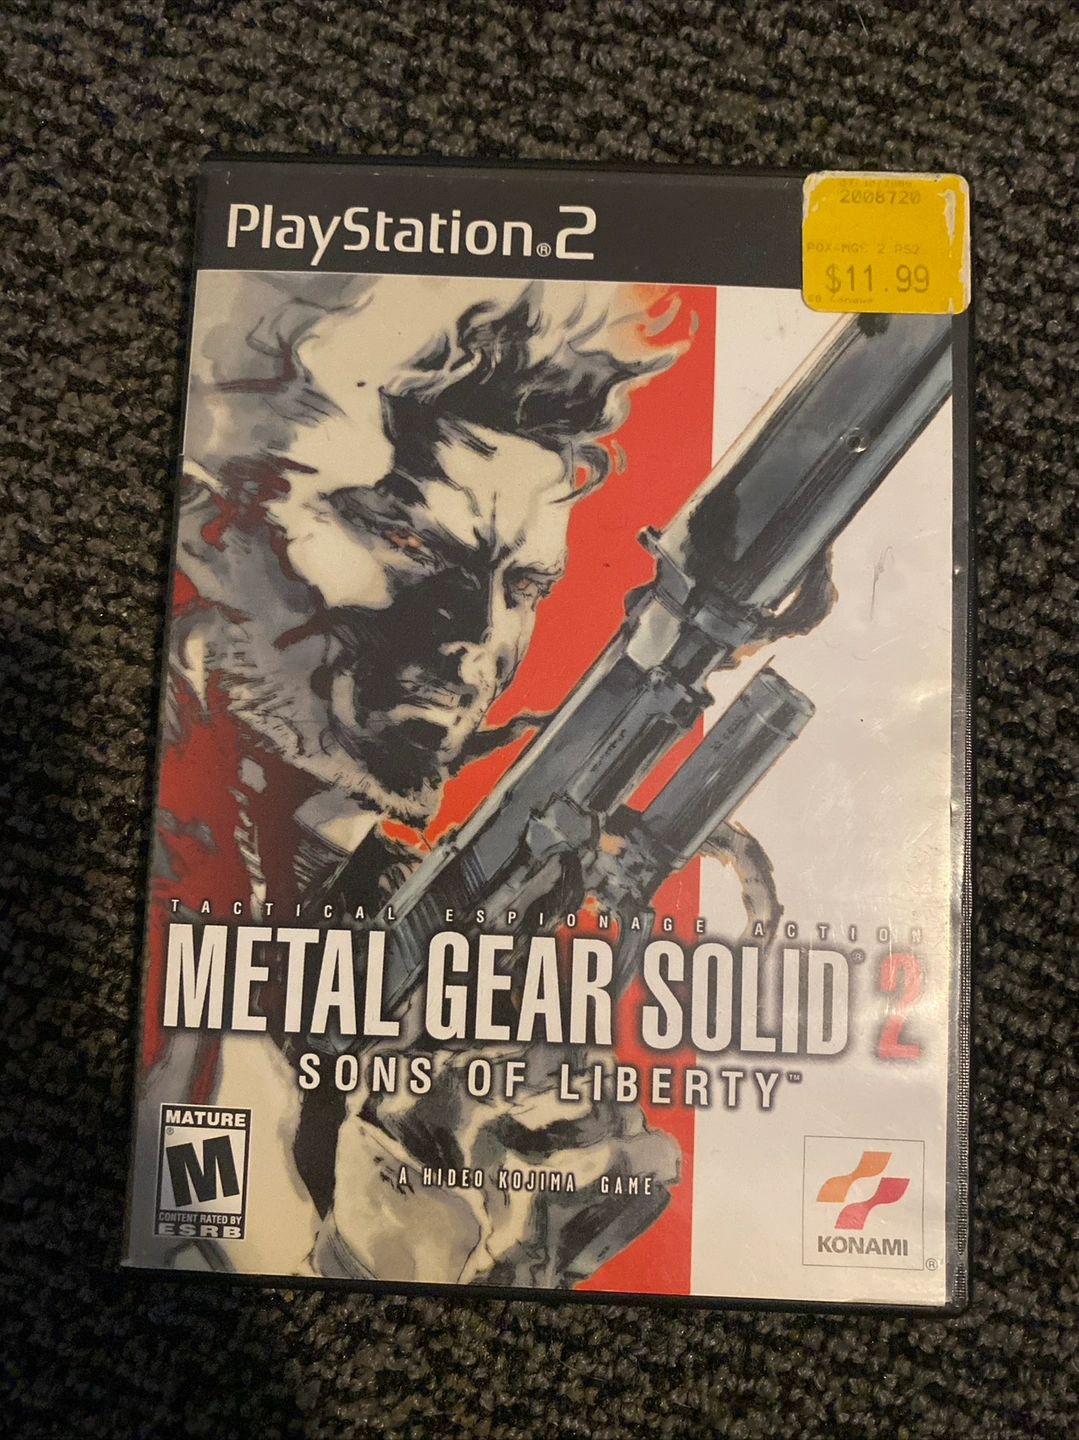 PlayStation®2
2008720
$11.99
TACTICAL ESPIONAGE ACTION
METAL GEAR SOLID® 2
SONS OF LIBERTY™
A HIDEO KOJIMA GAME
MATURE
M®
CONTENT RATED BY
ESRB
KONAMI®